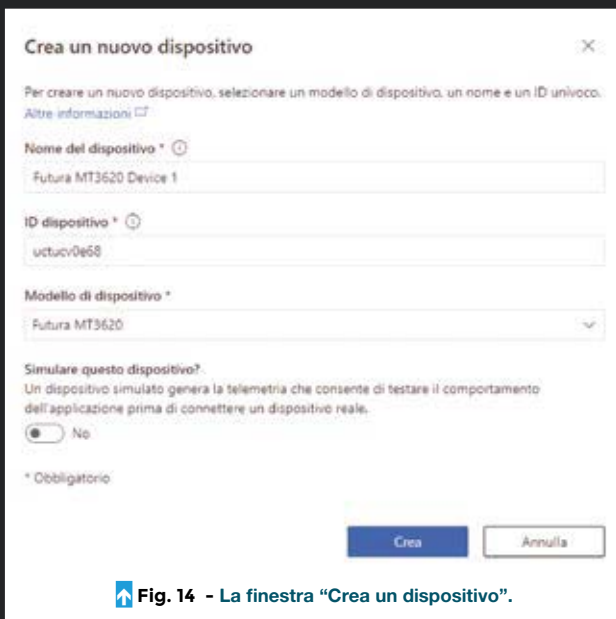 Crea un nuovo dispositivo
Per creare un nuovo dispositivo, selezionare un modello di dispositivo, un nome e un ID univoco.
Altre informazioni
Nome del dispositivo *
Futura MT3620 Device 1
ID dispositivo *
uctucv0e68
Modello di dispositivo *
Futura MT3620
Simulare questo dispositivo?
Un dispositivo simulato genera la telemetria che consente di testare il comportamento
dell'applicazione prima di connettere un dispositivo reale.
No
* Obbligatorio
Crea Annulla
Fig. 14 - La finestra “Crea un dispositivo”.